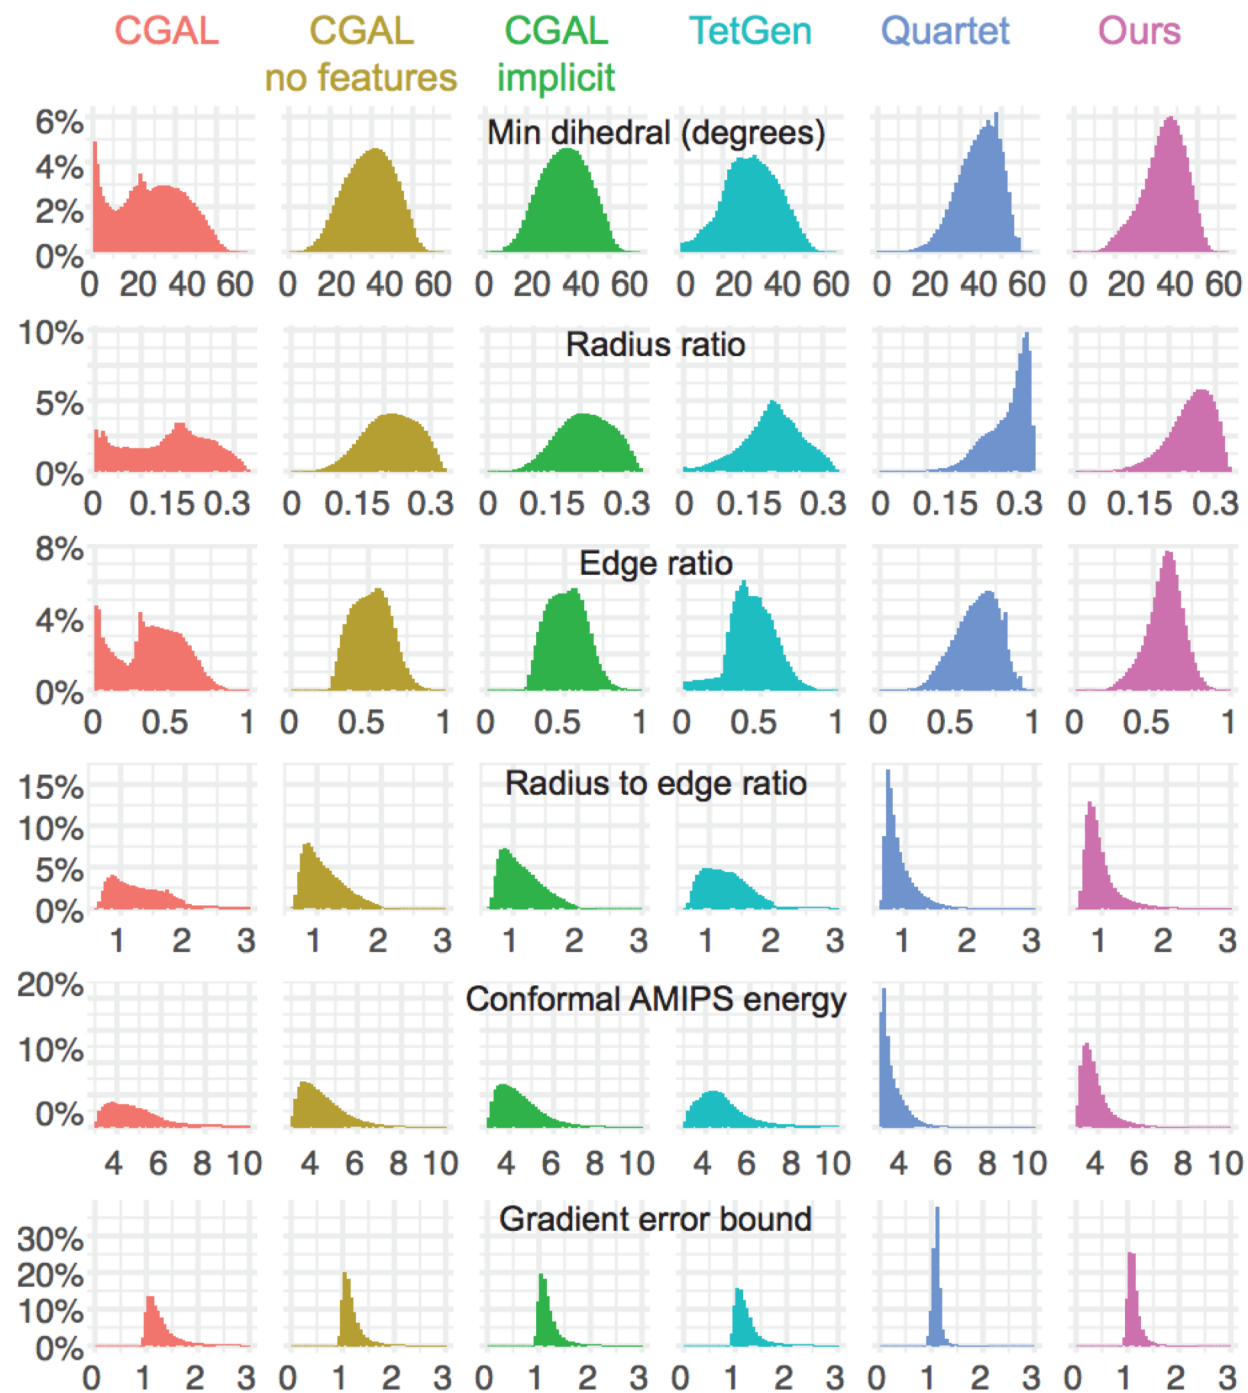 CGAL CGAL CGAL TetGen Quartet Ours
no features implicit
Min dihedral (degrees)
6%
4%
2%
0%
0 20 40 60 0 20 40 60 0 20 40 60 0 20 40 60 0 20 40 60 0 20 40 60
Radius ratio
10%
5%
0%
0 0.15 0.3 0 0.15 0.3 0 0.15 0.3 0 0.15 0.3 0 0.15 0.3 0 0.15 0.3
Edge ratio
8%
4%
0%
0 0.5 1 0 0.5 1 0 0.5 1 0 0.5 1 0 0.5 1 0 0.5 1
Radius to edge ratio
15%
10%
5%
0%
1 2 3 1 2 3 1 2 3 1 2 3 1 2 3 1 2 3
Conformal AMIPS energy
20%
10%
0%
4 6 8 10 4 6 8 10 4 6 8 10 4 6 8 10 4 6 8 10 4 6 8 10
Gradient error bound
30%
20%
10%
0%
0 1 2 3 0 1 2 3 0 1 2 3 0 1 2 3 0 1 2 3 0 1 2 3